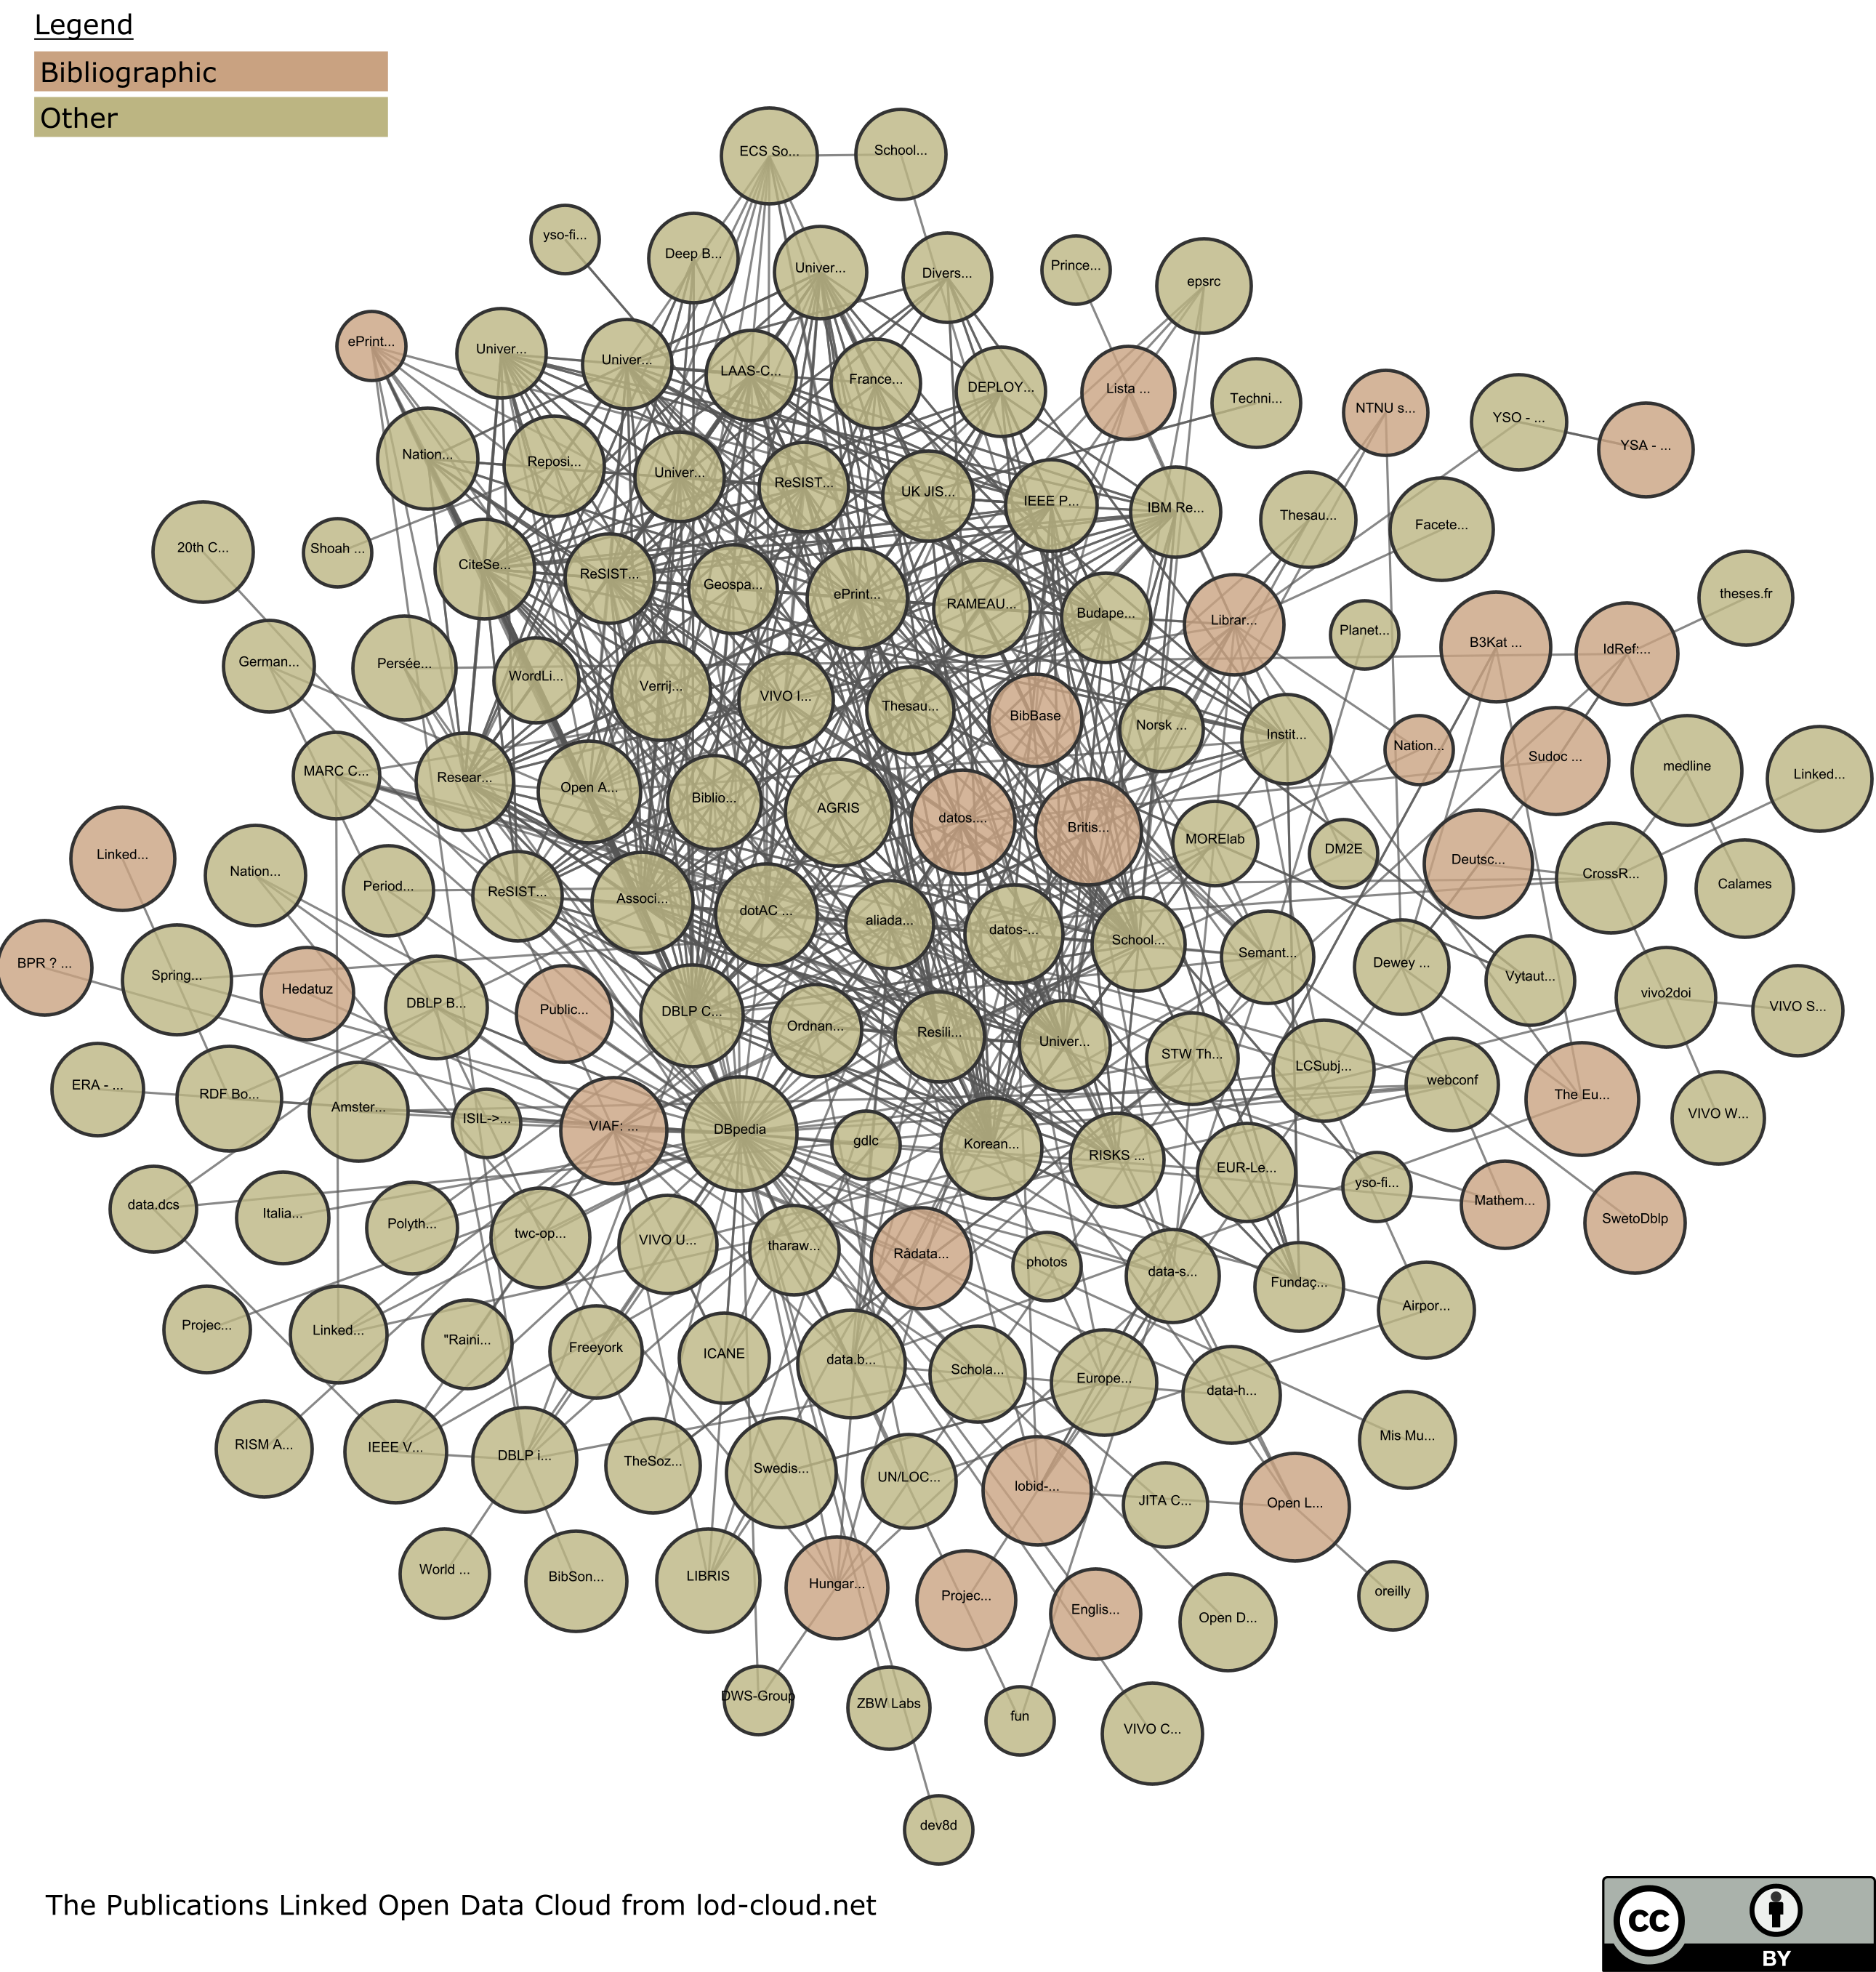 Legend
Bibliographic
Other
ECS So...
School...
yso-fi...
Deep B...
Univer...
Divers...
Prince...
epsrc
ePrint...
Univer...
Univer...
LAAS-C...
France...
DEPLOY...
Lista ...
Techni...
NTNU s...
YSO - ...
YSA - ...
Nation...
Reposi...
Univer...
ReSIST...
UK JIS...
IEEE P...
IBM Re...
Thesau...
Facete...
20th C...
Shoah ...
CiteSe...
ReSIST...
Geospa...
ePrint...
RAMEAU...
Budape...
Librar...
Planet...
B3Kat ...
IdRef:...
theses.fr
German...
Persée...
WordLi...
Verrij...
VIVO I...
Thesau...
BibBase
Norsk ...
Instit...
Nation...
Sudoc ...
medline
Linked...
MARC C...
Resear...
Open A...
Biblio...
AGRIS
datos....
Britis...
MORElab
DM2E
Deutsc...
CrossR...
Calames
Linked...
Nation...
Period...
ReSIST...
Associ...
dotAC ...
aliada...
datos-...
School...
Semant...
Dewey ...
Vytaut...
vivo2doi
VIVO S...
BPR ? ...
Spring...
Hedatuz
DBLP B...
Public...
DBLP C...
Ordnan...
Resili...
Univer...
STW Th...
LCSubj...
webconf
The Eu...
VIVO W...
ERA - ...
RDF Bo...
Amster...
ISIL->...
VIAF: ...
DBpedia
gdlc
Korean...
RISKS ...
EUR-Le...
yso-fi...
Mathem...
SwetoDblp
data.dcs
Italia...
Polyth...
twc-op...
VIVO U...
tharaw...
Rådata...
photos
data-s...
Fundaç...
Airpor...
Projec...
Linked...
"Raini...
Freeyork
ICANE
data.b...
Schola...
Europe...
data-h...
Mis Mu...
RISM A...
IEEE V...
DBLP i...
TheSoz...
Swedis...
UN/LOC...
lobid-...
JITA C...
Open L...
World ...
BibSon...
LIBRIS
Hungar...
Projec...
Englis...
Open D...
oreilly
DWS-Group
ZBW Labs
fun
VIVO C...
dev8d
The Publications Linked Open Data Cloud from lod-cloud.net
cc
BY